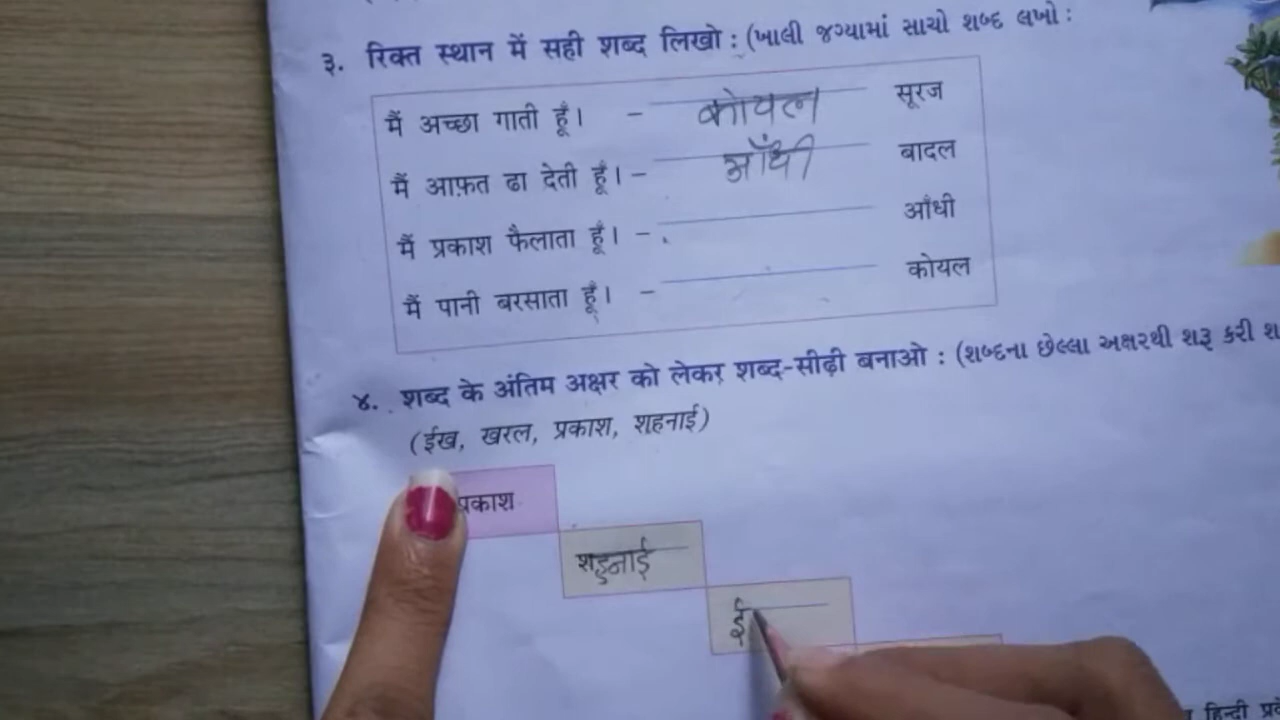 ३. रिक्त स्थान में सही शब्द लिखो : (ખાલી જગ્યામાં સાચો શબ્દ લખો :
मैं अच्छा गाती हूँ। - कोयल सूरज
मैं आफ़त ढा देती हूँ। - आँधी बादल
मैं प्रकाश फैलाता हूँ। - आँधी
मैं पानी बरसाता हूँ। - कोयल
४. शब्द के अंतिम अक्षर को लेकर शब्द-सीढ़ी बनाओ : (શબ્દના છેલ્લા અક્ષરથી શરૂ કરી શ
(ईख, खरल, प्रकाश, शहनाई)
प्रकाश
शहनाई
ई
हिन्दी